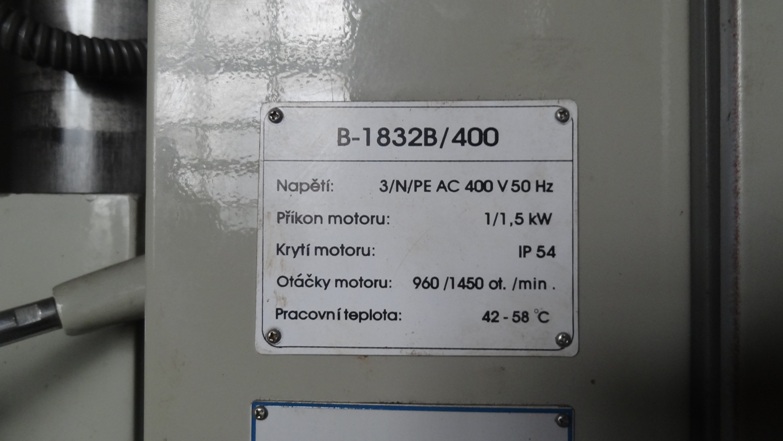 B-1832B/400
Napětí: 3/N/PE AC 400 V 50 Hz
Příkon motoru: 1/1,5 kW
Krytí motoru: IP 54
Otáčky motoru: 960 /1450 ot. /min .
Pracovní teplota: 42 - 58 °C